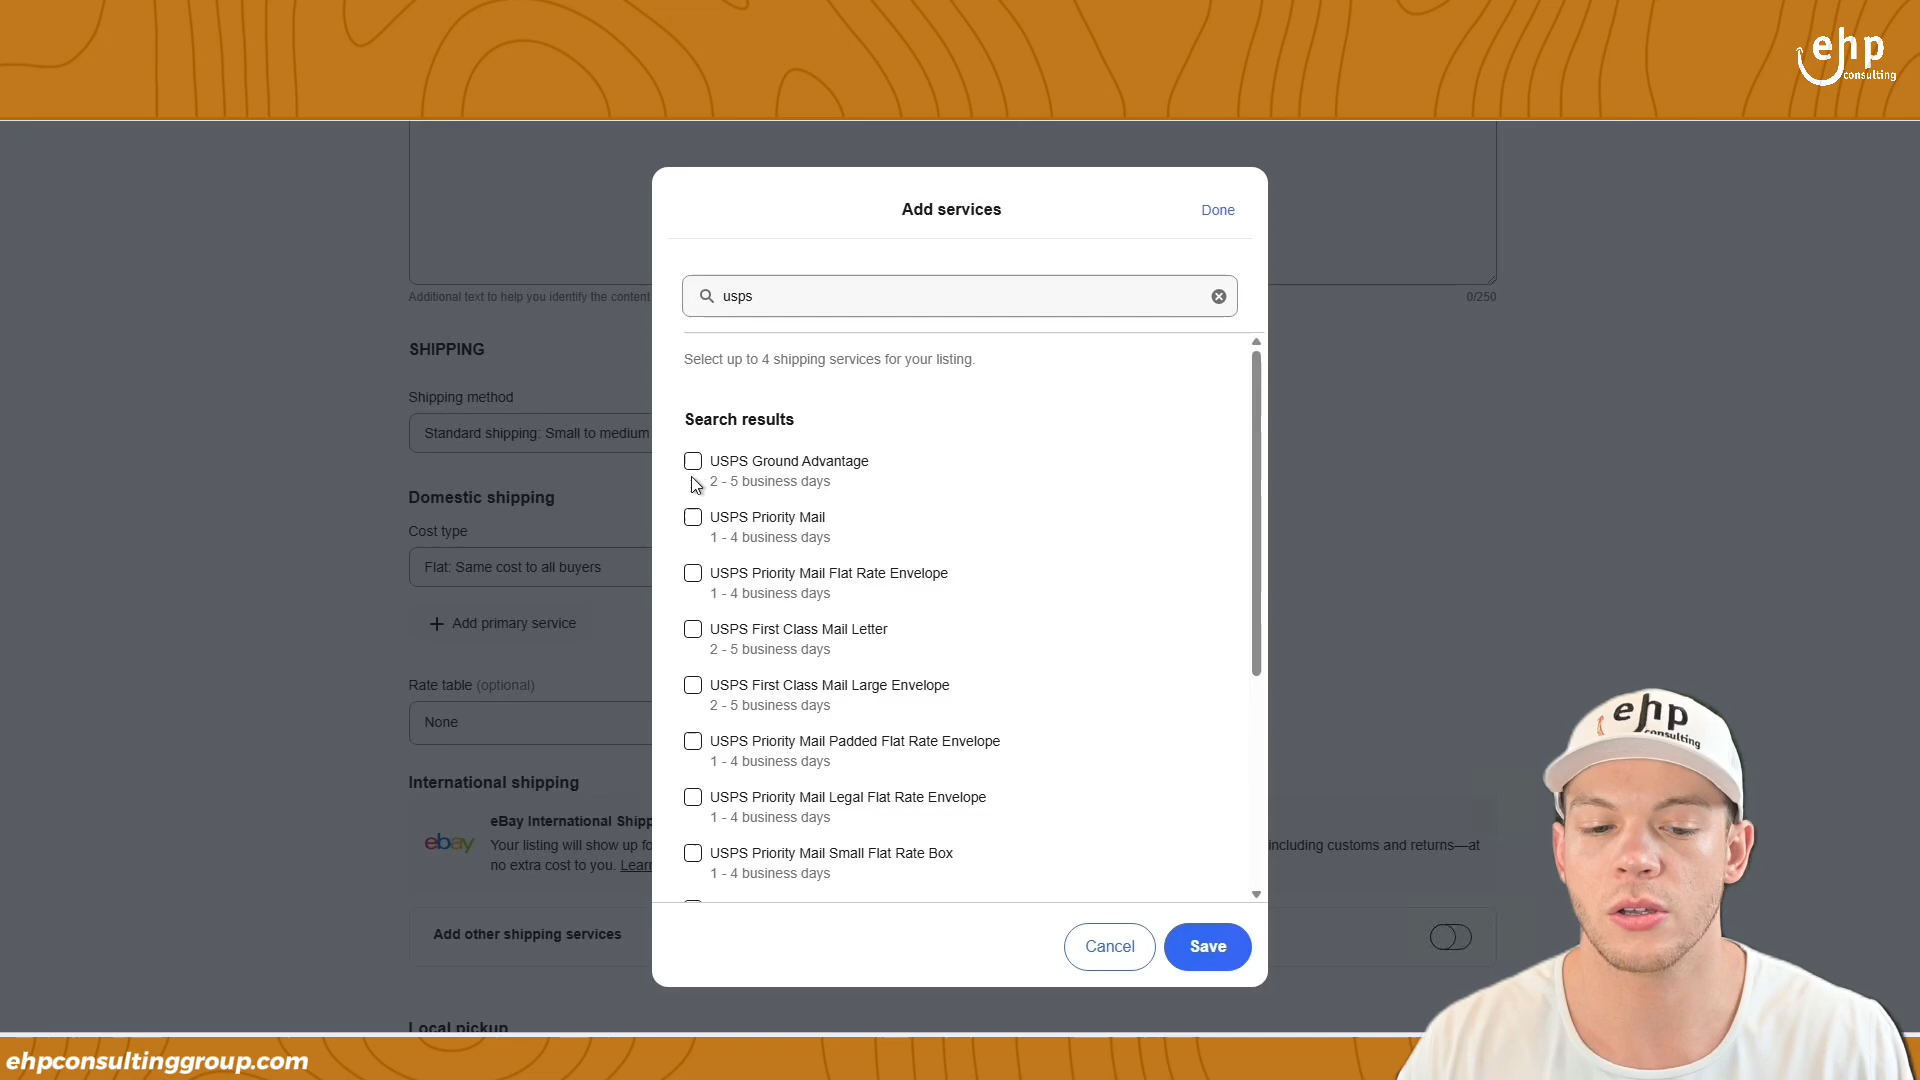 ehp
consulting
Additional text to help you identify the content
0/250
SHIPPING
Shipping method
Standard shipping: Small to medium
Domestic shipping
Cost type
Flat: Same cost to all buyers
Add primary service
Rate table (optional)
None
International shipping
ebay
eBay International Shipp
Your listing will show up fo
including customs and returns—at
no extra cost to you. Learn
Add other shipping services
Local pickup
Add services
Done
usps
Select up to 4 shipping services for your listing.
Search results
USPS Ground Advantage
2 - 5 business days
USPS Priority Mail
1 - 4 business days
USPS Priority Mail Flat Rate Envelope
1 - 4 business days
USPS First Class Mail Letter
2 - 5 business days
USPS First Class Mail Large Envelope
2 - 5 business days
USPS Priority Mail Padded Flat Rate Envelope
1 - 4 business days
USPS Priority Mail Legal Flat Rate Envelope
1 - 4 business days
USPS Priority Mail Small Flat Rate Box
1 - 4 business days
Cancel
Save
ehp
consulting
ehpconsultinggroup.com